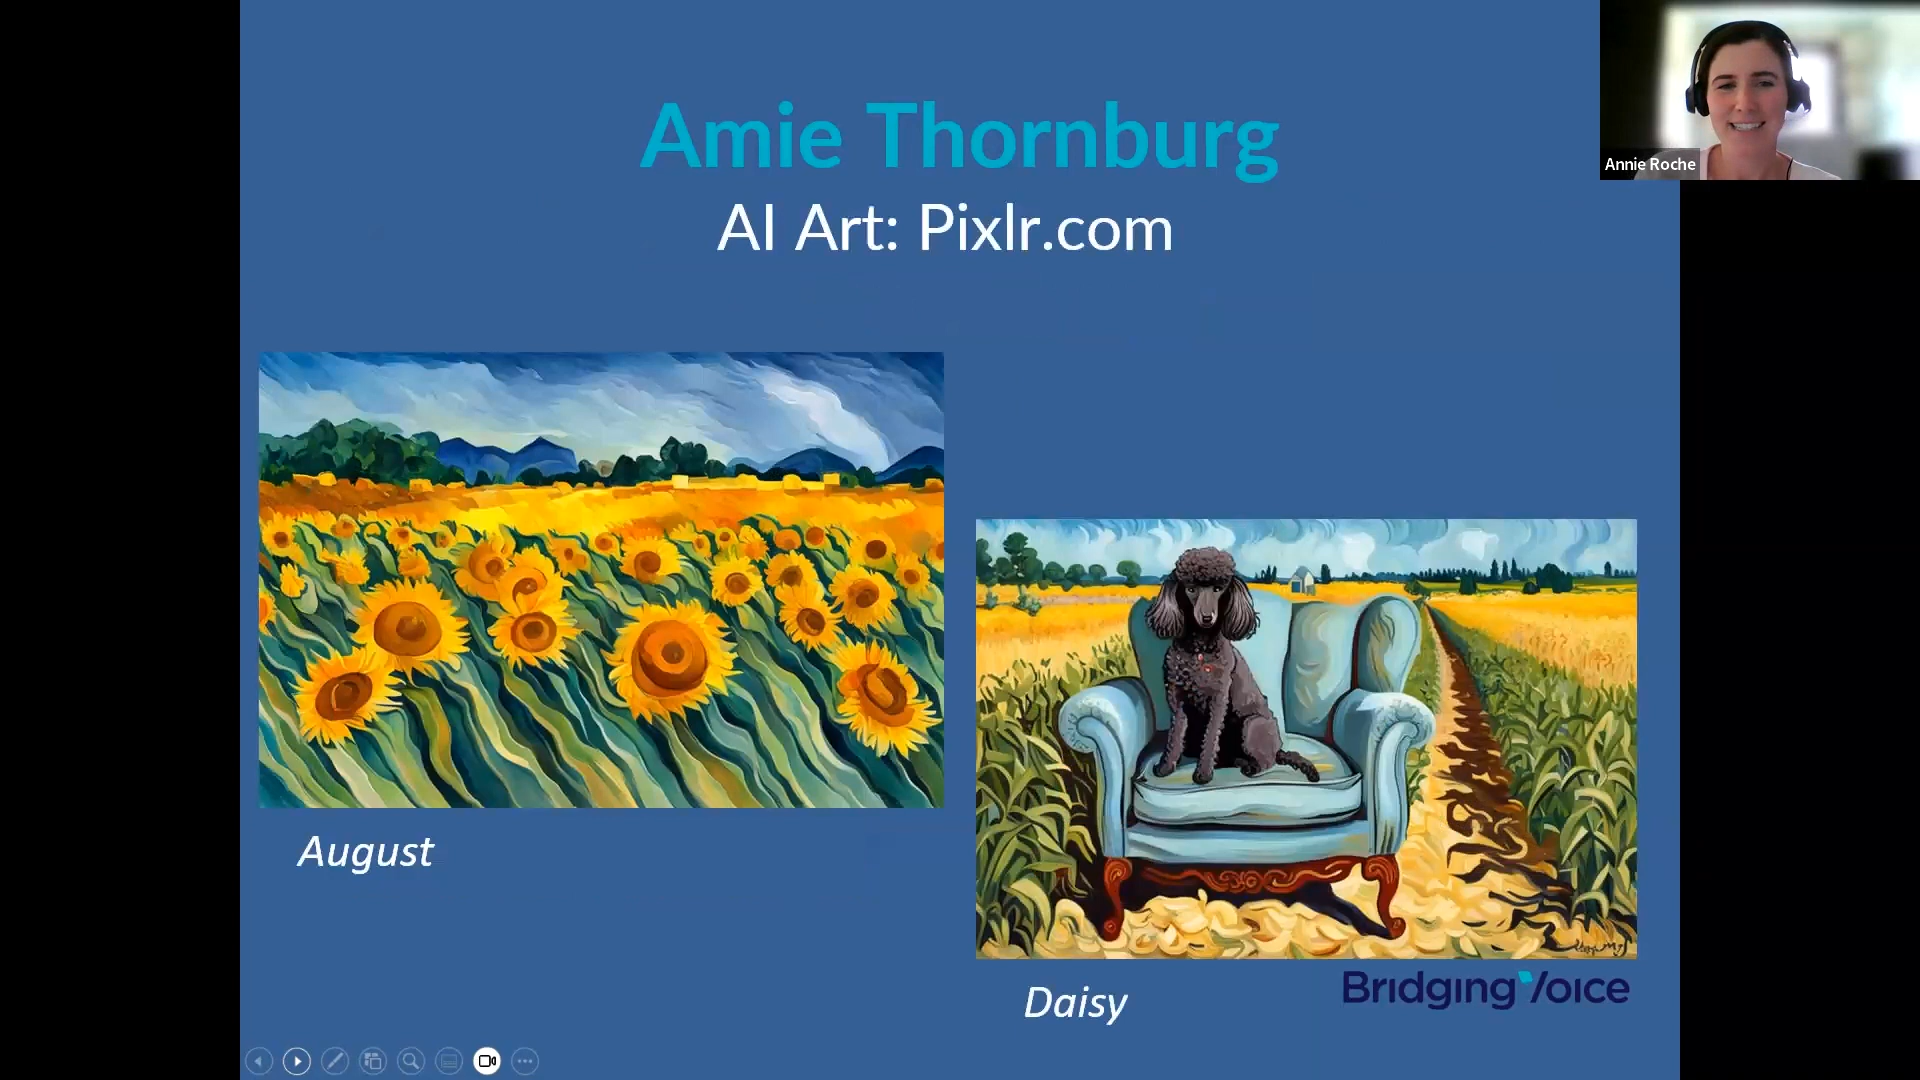 Amie Thornburg
AI Art: Pixlr.com
Annie Roche
August
Daisy
Bridging Voice